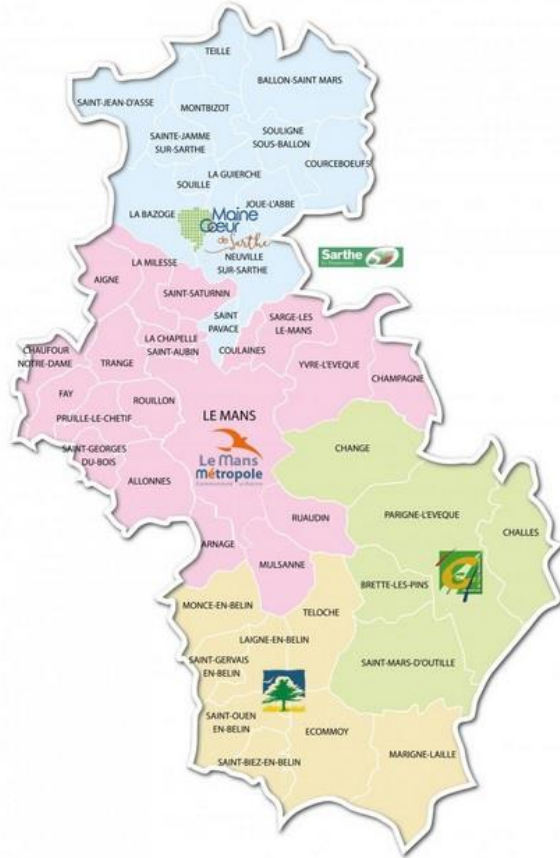 TEILLE
BALLON-SAINT MARS
SAINT-JEAN-D'ASSE
MONTBIZOT
SAINTE-JAMME
SUR-SARTHE
SOULIGNE
SOUS-BALLON
COURCEBOEUFS
LA GUIERCHE
SOUILLE
JOUE-L'ABBE
LA BAZOGE
Maine
Cœur
de Sarthe
NEUVILLE
SUR-SARTHE
Sarthe
LA MILESSE
AIGNE
SAINT-SATURNIN
SAINT
PAVACE
SARGE-LES
LE-MANS
LA CHAPELLE
SAINT-AUBIN
COULAINES
CHAUFOUR
NOTRE-DAME
TRANGE
YVRE-L'EVEQUE
CHAMPAGNE
FAY
ROUILLON
PRUILLE-LE-CHETIF
LE MANS
SAINT-GEORGES
DU-BOIS
CHANGE
Le Mans
Métropole
ALLONNES
RUAUDIN
PARIGNE-L'EVEQUE
CHALLES
ARNAGE
MULSANNE
BRETTE-LES-PINS
MONCE-EN-BELIN
TELOCHE
LAIGNE-EN-BELIN
SAINT-GERVAIS
EN-BELIN
SAINT-MARS-D'OUTILLE
SAINT-OUEN
EN-BELIN
ECOMMOY
MARIGNE-LAILLE
SAINT-BIEZ-EN-BELIN